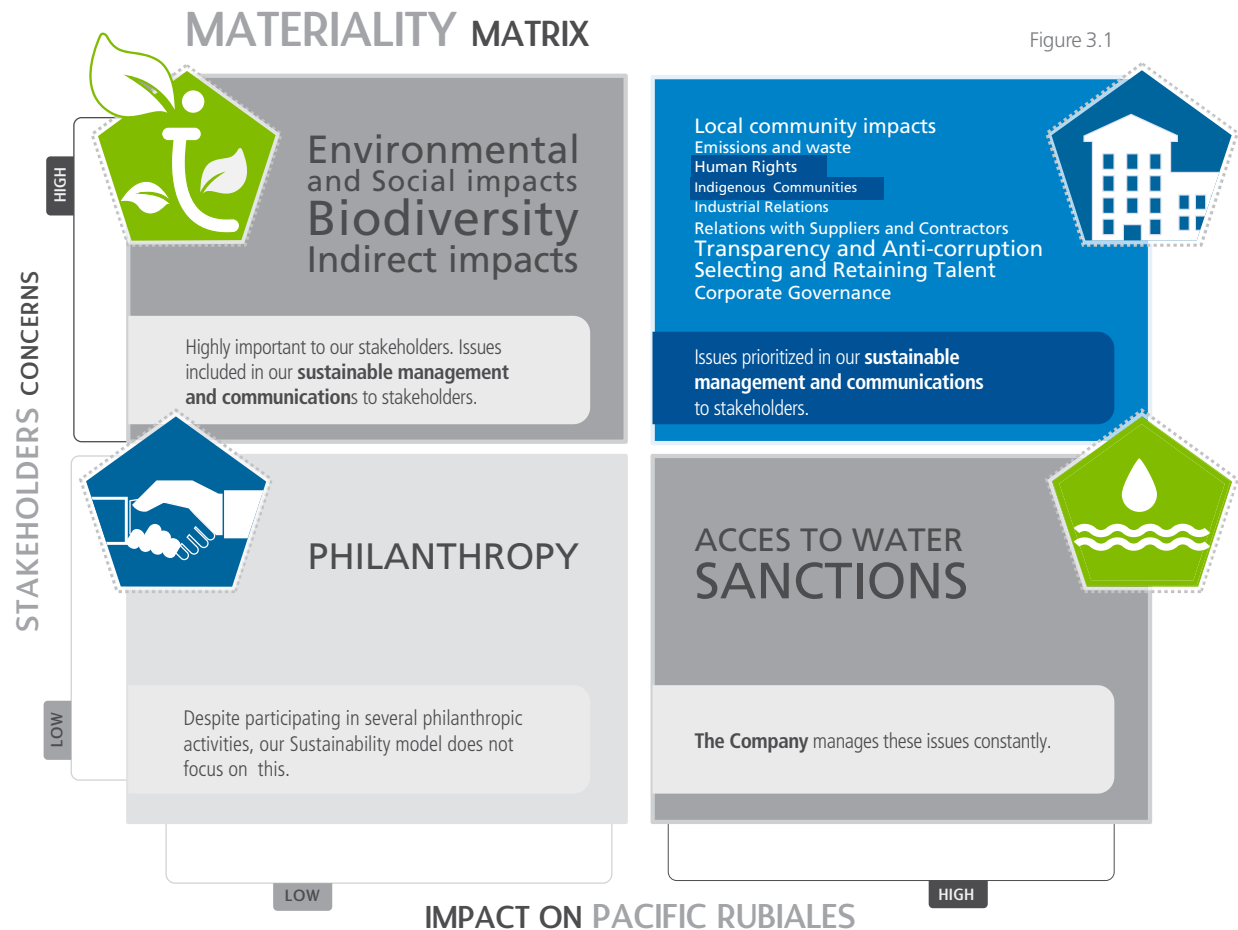 MATERIALITY MATRIX
Figure 3.1
STAKEHOLDERS CONCERNS
HIGH
Environmental
and Social impacts
Biodiversity
Indirect impacts
Highly important to our stakeholders. Issues
included in our sustainable management
and communications to stakeholders.
Local community impacts
Emissions and waste
Human Rights
Indigenous Communities
Industrial Relations
Relations with Suppliers and Contractors
Transparency and Anti-corruption
Selecting and Retaining Talent
Corporate Governance
Issues prioritized in our sustainable
management and communications
to stakeholders.
LOW
PHILANTHROPY
Despite participating in several philanthropic
activities, our Sustainability model does not
focus on this.
ACCES TO WATER
SANCTIONS
The Company manages these issues constantly.
LOW
HIGH
IMPACT ON PACIFIC RUBIALES